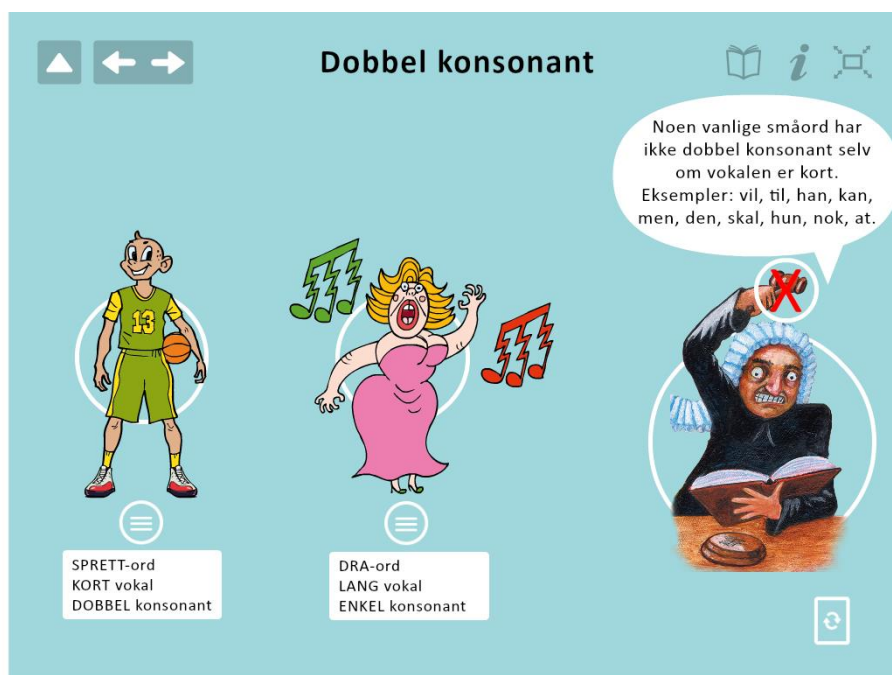 Dobbel konsonant
Noen vanlige småord har
ikke dobbel konsonant selv
om vokalen er kort.
Eksempler: vil, til, han, kan,
men, den, skal, hun, nok, at.
13
SPRETT-ord
KORT vokal
DOBBEL konsonant
DRA-ord
LANG vokal
ENKEL konsonant